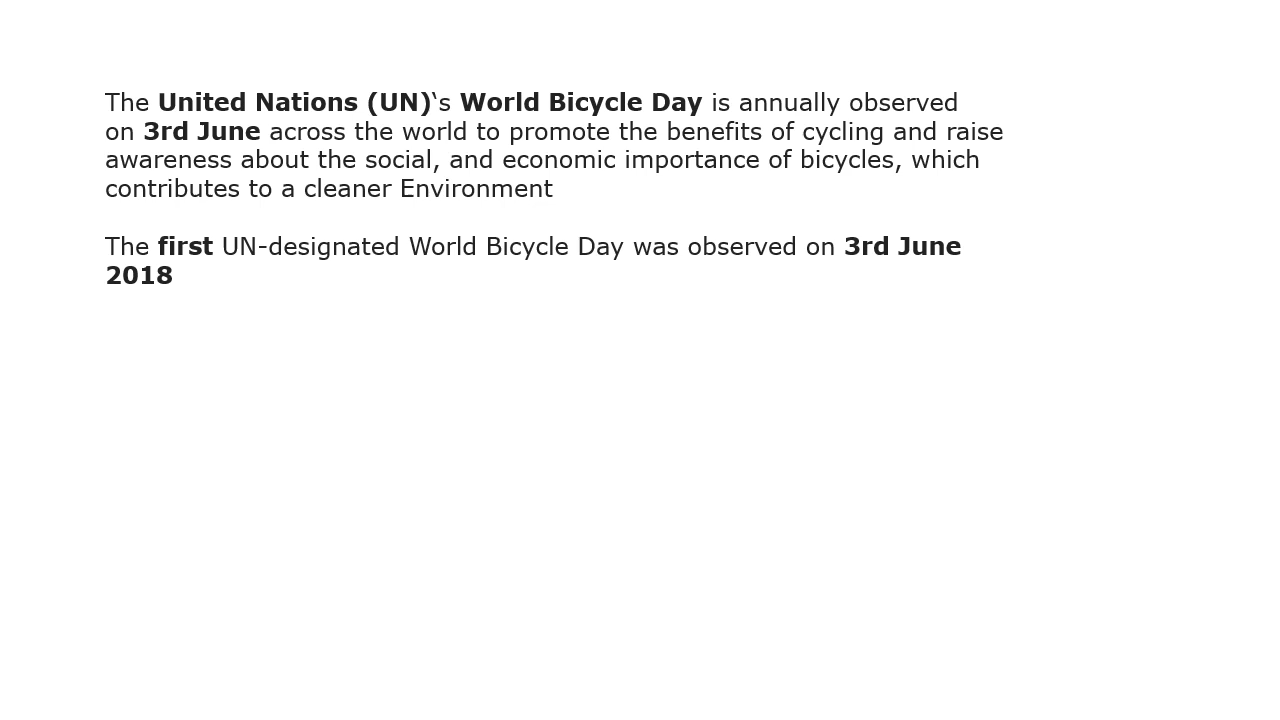 The United Nations (UN)‛s World Bicycle Day is annually observed
on 3rd June across the world to promote the benefits of cycling and raise
awareness about the social, and economic importance of bicycles, which
contributes to a cleaner Environment
The first UN-designated World Bicycle Day was observed on 3rd June
2018